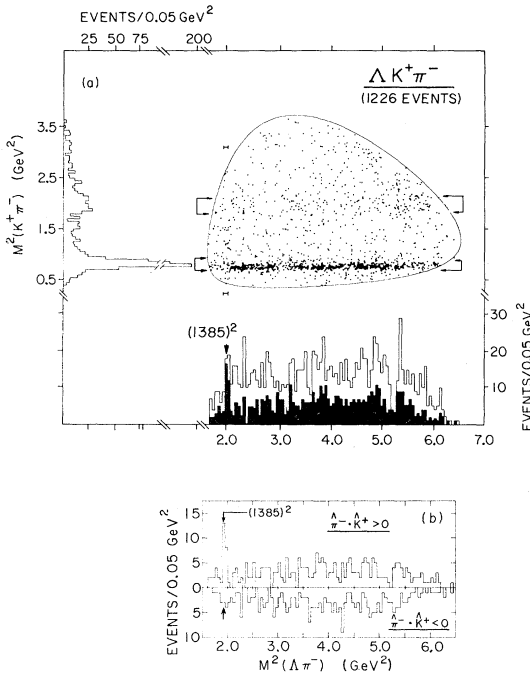 EVENTS/0.05 GeV²
25 50 75 200
(a)
Λ K⁺ π⁻
(1226 EVENTS)
M²(K⁺π⁻) (GeV²)
3.5
2.5
1.5
0.5
(1385)²
30
20
10
EVENTS/0.05 GeV²
2.0 3.0 4.0 5.0 6.0 7.0
(b)
(1385)²
π̂⁻·K̂⁺>0
15
10
5
0
5
10
EVENTS/0.05 GeV²
π̂⁻·K̂⁺<0
2.0 3.0 4.0 5.0 6.0
M²(Λπ⁻) (GeV²)